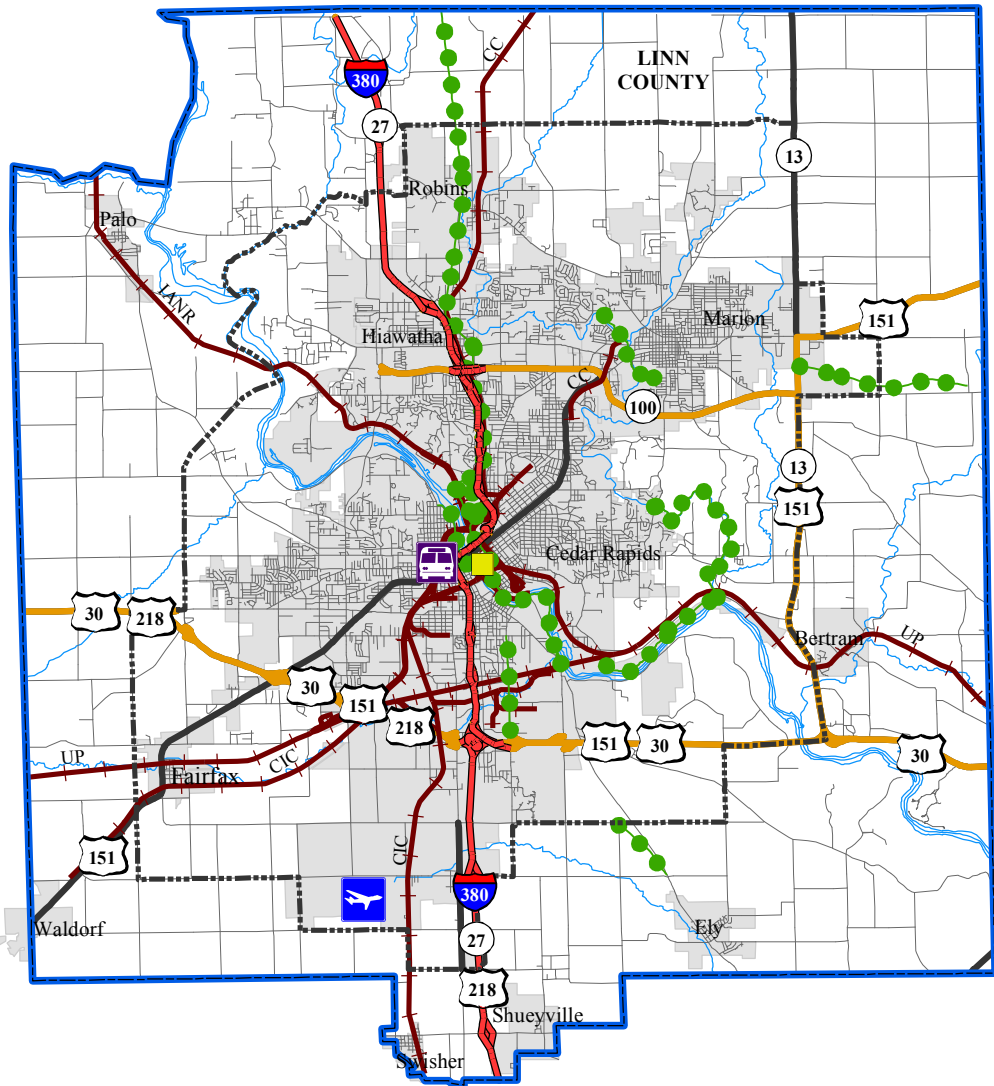 LINN
COUNTY
CC
380
27
13
Robins
Palo
IANR
151
Marion
Hiawatha
CC
100
13
151
Cedar Rapids
30
218
Bertram
UP
30
151
218
151
30
30
UP
CIC
Fairfax
151
CIC
380
Waldorf
Ely
27
218
Shueyville
Swisher